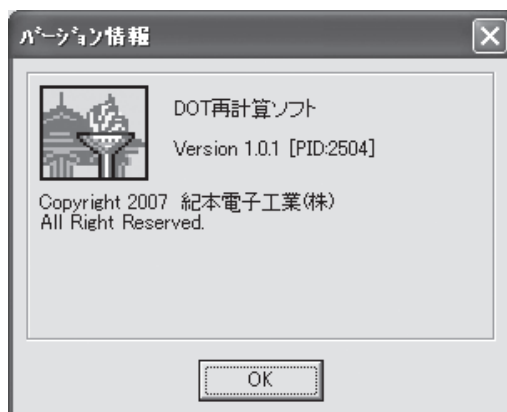 バージョン情報
DOT再計算ソフト
Version 1.0.1 [PID:2504]
Copyright 2007 紀本電子工業(株)
All Right Reserved.
OK